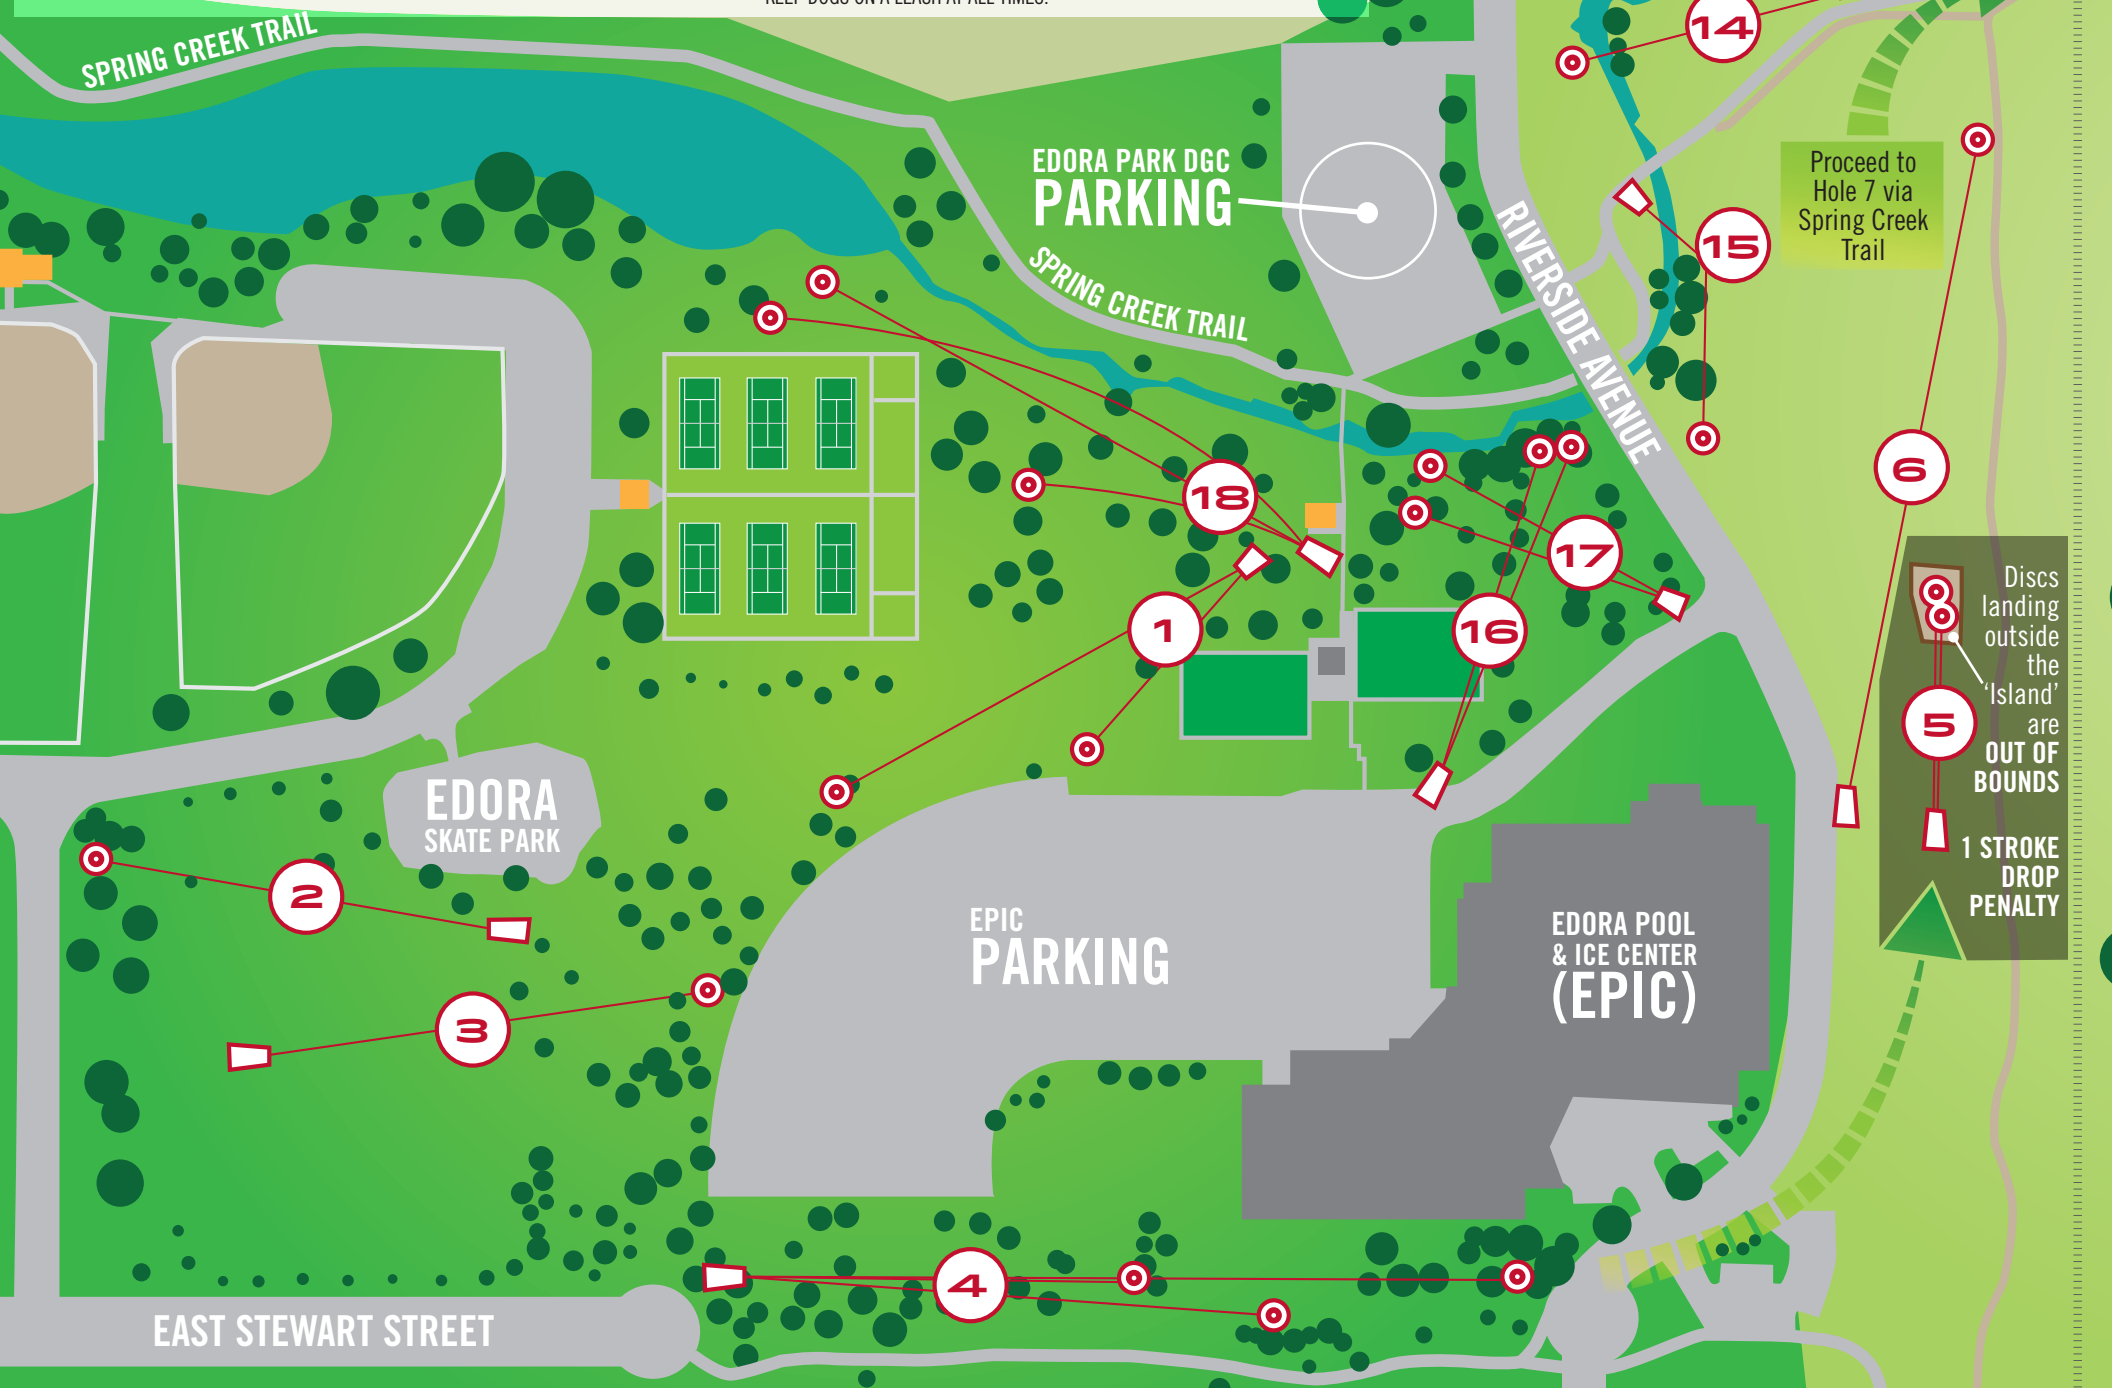 SPRING CREEK TRAIL
EDORA PARK DGC
PARKING
SPRING CREEK TRAIL
RIVERSIDE AVENUE
14
15
Proceed to
Hole 7 via
Spring Creek
Trail
6
18
17
1
16
Discs
landing
outside
the
‘Island’
are
OUT OF
BOUNDS
1 STROKE
DROP
PENALTY
5
EDORA
SKATE PARK
2
3
EPIC
PARKING
EDORA POOL
& ICE CENTER
(EPIC)
4
EAST STEWART STREET